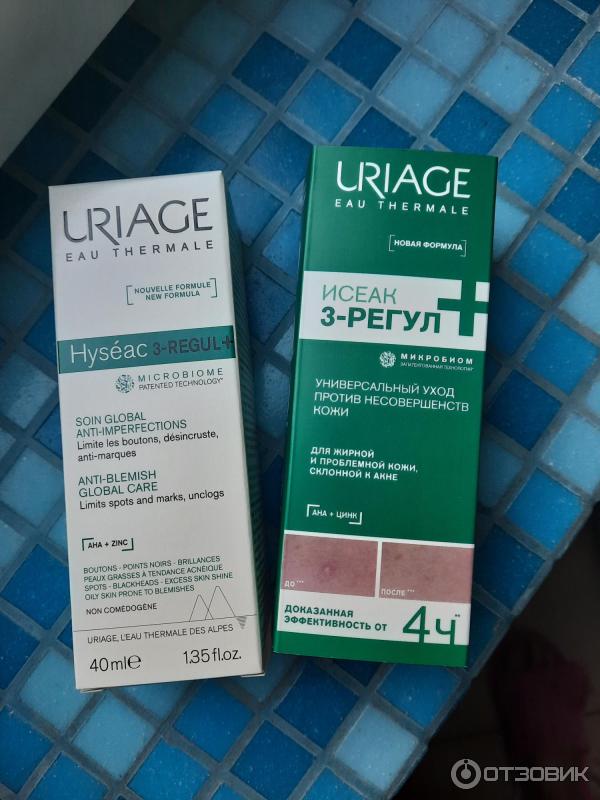 URIAGE
EAU THERMALE
NOUVELLE FORMULE
NEW FORMULA
Hyséac 3-REGUL+
MICROBIOME
PATENTED TECHNOLOGY*
SOIN GLOBAL
ANTI-IMPERFECTIONS
Limite les boutons, désincruste,
anti-marques
ANTI-BLEMISH
GLOBAL CARE
Limits spots and marks, unclogs
AHA + ZINC
BOUTONS - POINTS NOIRS - BRILLANCES
PEAUX GRASSES À TENDANCE ACNÉIQUE
SPOTS - BLACKHEADS - EXCESS SKIN SHINE
OILY SKIN PRONE TO BLEMISHES
NON COMÉDOGÈNE
URIAGE, L'EAU THERMALE DES ALPES
40 ml e 1.35 fl.oz.
URIAGE
EAU THERMALE
НОВАЯ ФОРМУЛА
ИСЕАК
3-РЕГУЛ +
МИКРОБИОМ
ЗАПАТЕНТОВАННАЯ ТЕХНОЛОГИЯ*
УНИВЕРСАЛЬНЫЙ УХОД
ПРОТИВ НЕСОВЕРШЕНСТВ
КОЖИ
ДЛЯ ЖИРНОЙ
И ПРОБЛЕМНОЙ КОЖИ,
СКЛОННОЙ К АКНЕ
AHA + ЦИНК
ДО*** ПОСЛЕ***
ДОКАЗАННАЯ
ЭФФЕКТИВНОСТЬ ОТ 4Ч**
ОТЗОВИК